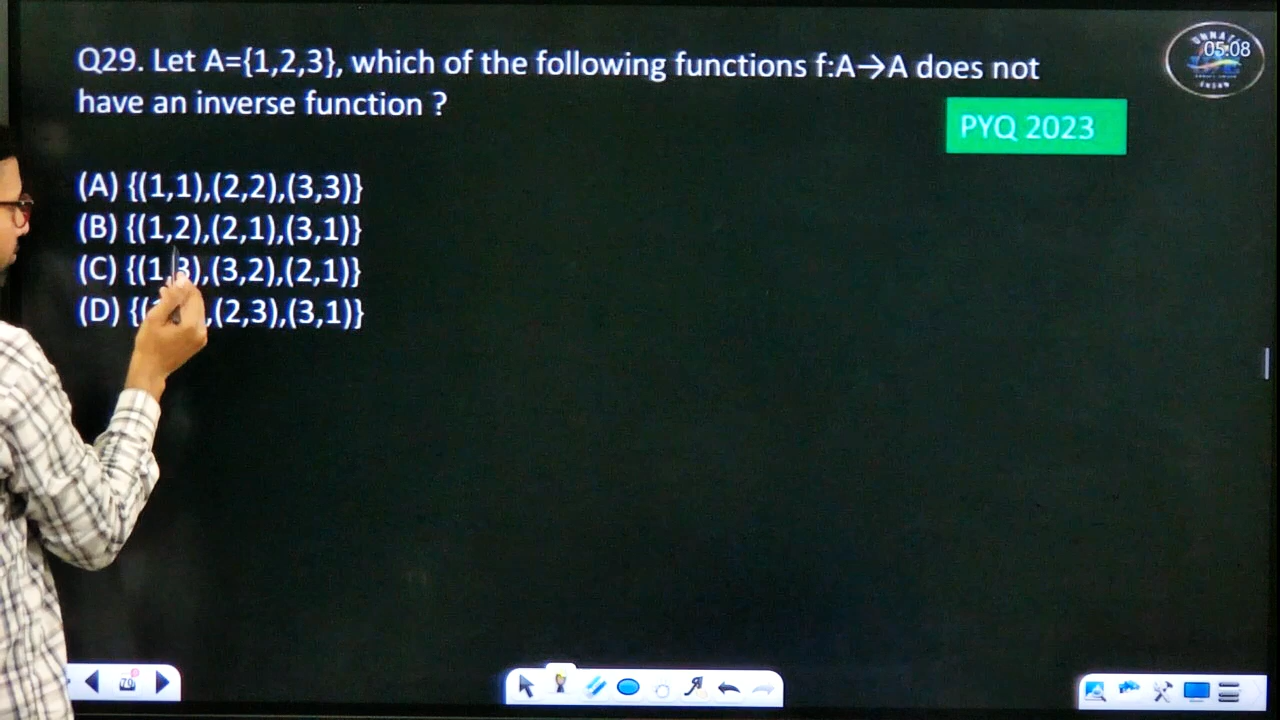 Q29. Let A={1,2,3}, which of the following functions f:A→A does not
have an inverse function ?
PYQ 2023
05:08
(A) {(1,1),(2,2),(3,3)}
(B) {(1,2),(2,1),(3,1)}
(C) {(1,3),(3,2),(2,1)}
(D) {( ,(2,3),(3,1)}
79